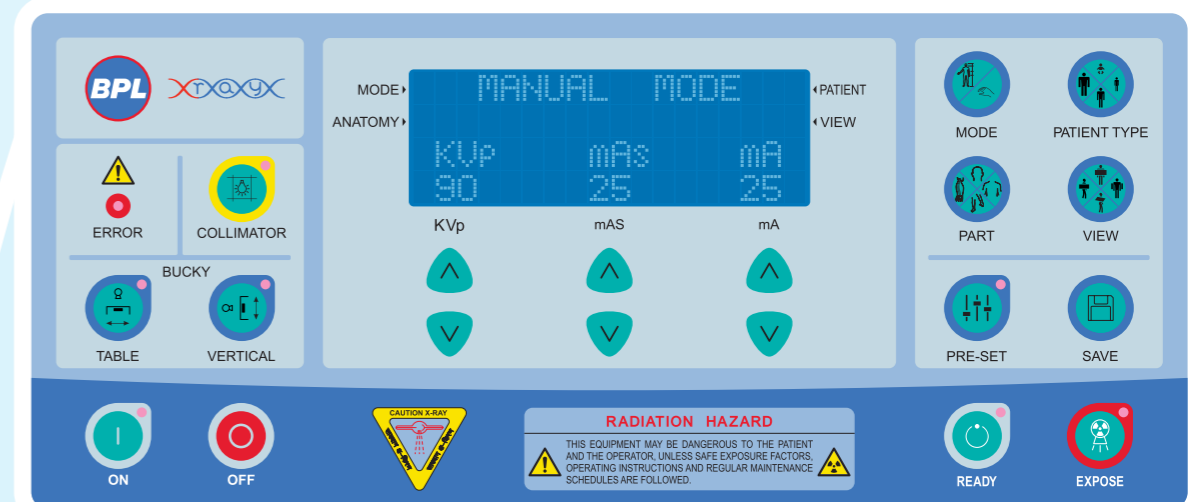 BPL
xray
MODE
MANUAL MODE
PATIENT
ANATOMY
VIEW
KVp mAs mA
90 25 25
KVp mAS mA
ERROR
COLLIMATOR
BUCKY
TABLE
VERTICAL
MODE
PATIENT TYPE
PART
VIEW
PRE-SET
SAVE
ON
OFF
CAUTION X-RAY
RADIATION HAZARD
THIS EQUIPMENT MAY BE DANGEROUS TO THE PATIENT
AND THE OPERATOR, UNLESS SAFE EXPOSURE FACTORS,
OPERATING INSTRUCTIONS AND REGULAR MAINTENANCE
SCHEDULES ARE FOLLOWED.
READY
EXPOSE